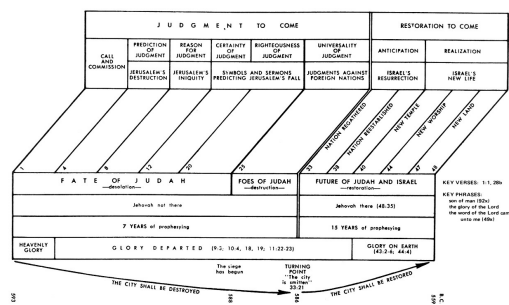 JUDGMENT TO COME
RESTORATION TO COME
CALL
AND
COMMISSION
PREDICTION
OF
JUDGMENT
REASON
FOR
JUDGMENT
CERTAINTY
OF
JUDGMENT
RIGHTEOUSNESS
OF
JUDGMENT
UNIVERSALITY
OF
JUDGMENT
ANTICIPATION
REALIZATION
JERUSALEM'S
DESTRUCTION
JERUSALEM'S
INIQUITY
SYMBOLS AND SERMONS
PREDICTING JERUSALEM'S FALL
JUDGMENTS AGAINST
FOREIGN NATIONS
ISRAEL'S
RESURRECTION
ISRAEL'S
NEW LIFE
NATION REGATHERED
NATION REESTABLISHED
NEW TEMPLE
NEW WORSHIP
NEW LAND
1
4
8
12
20
25
33
39
40
44
47
48
FATE OF JUDAH
—desolation—
FOES OF JUDAH
—destruction—
FUTURE OF JUDAH AND ISRAEL
—restoration—
Jehovah not there
Jehovah there (48:35)
7 YEARS of prophesying
15 YEARS of prophesying
HEAVENLY
GLORY
GLORY DEPARTED (9:3; 10:4, 18, 19; 11:22-23)
GLORY ON EARTH
(43:2-6; 44:4)
KEY VERSES: 1:1, 28b
KEY PHRASES:
son of man (92x)
the glory of the Lord
the word of the Lord cam
unto me (49x)
The siege
has begun
TURNING
POINT
"The city
is smitten"
33:21
THE CITY SHALL BE DESTROYED
THE CITY SHALL BE RESTORED
593
588
586
B.C.